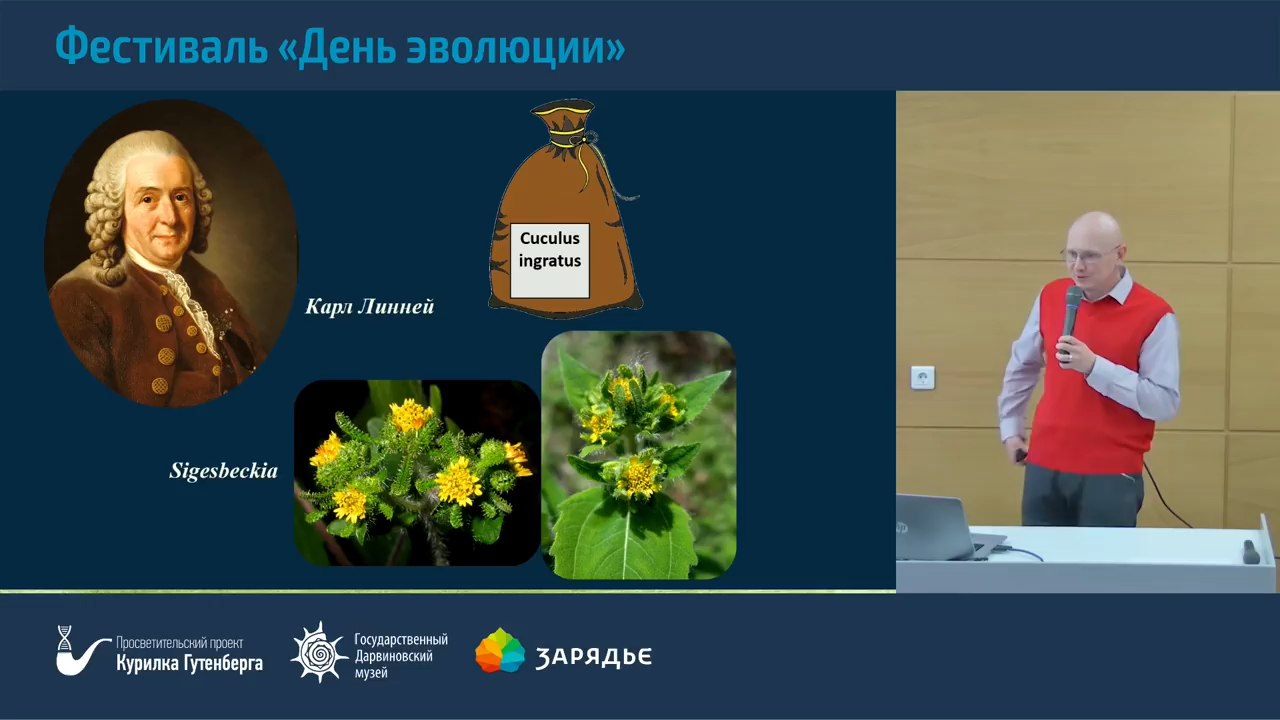 Фестиваль «День эволюции»
Cuculus
ingratus
Карл Линней
Sigesbeckia
Просветительский проект
Курилка Гутенберга
Государственный
Дарвиновский
музей
ЗАРЯДЬЕ